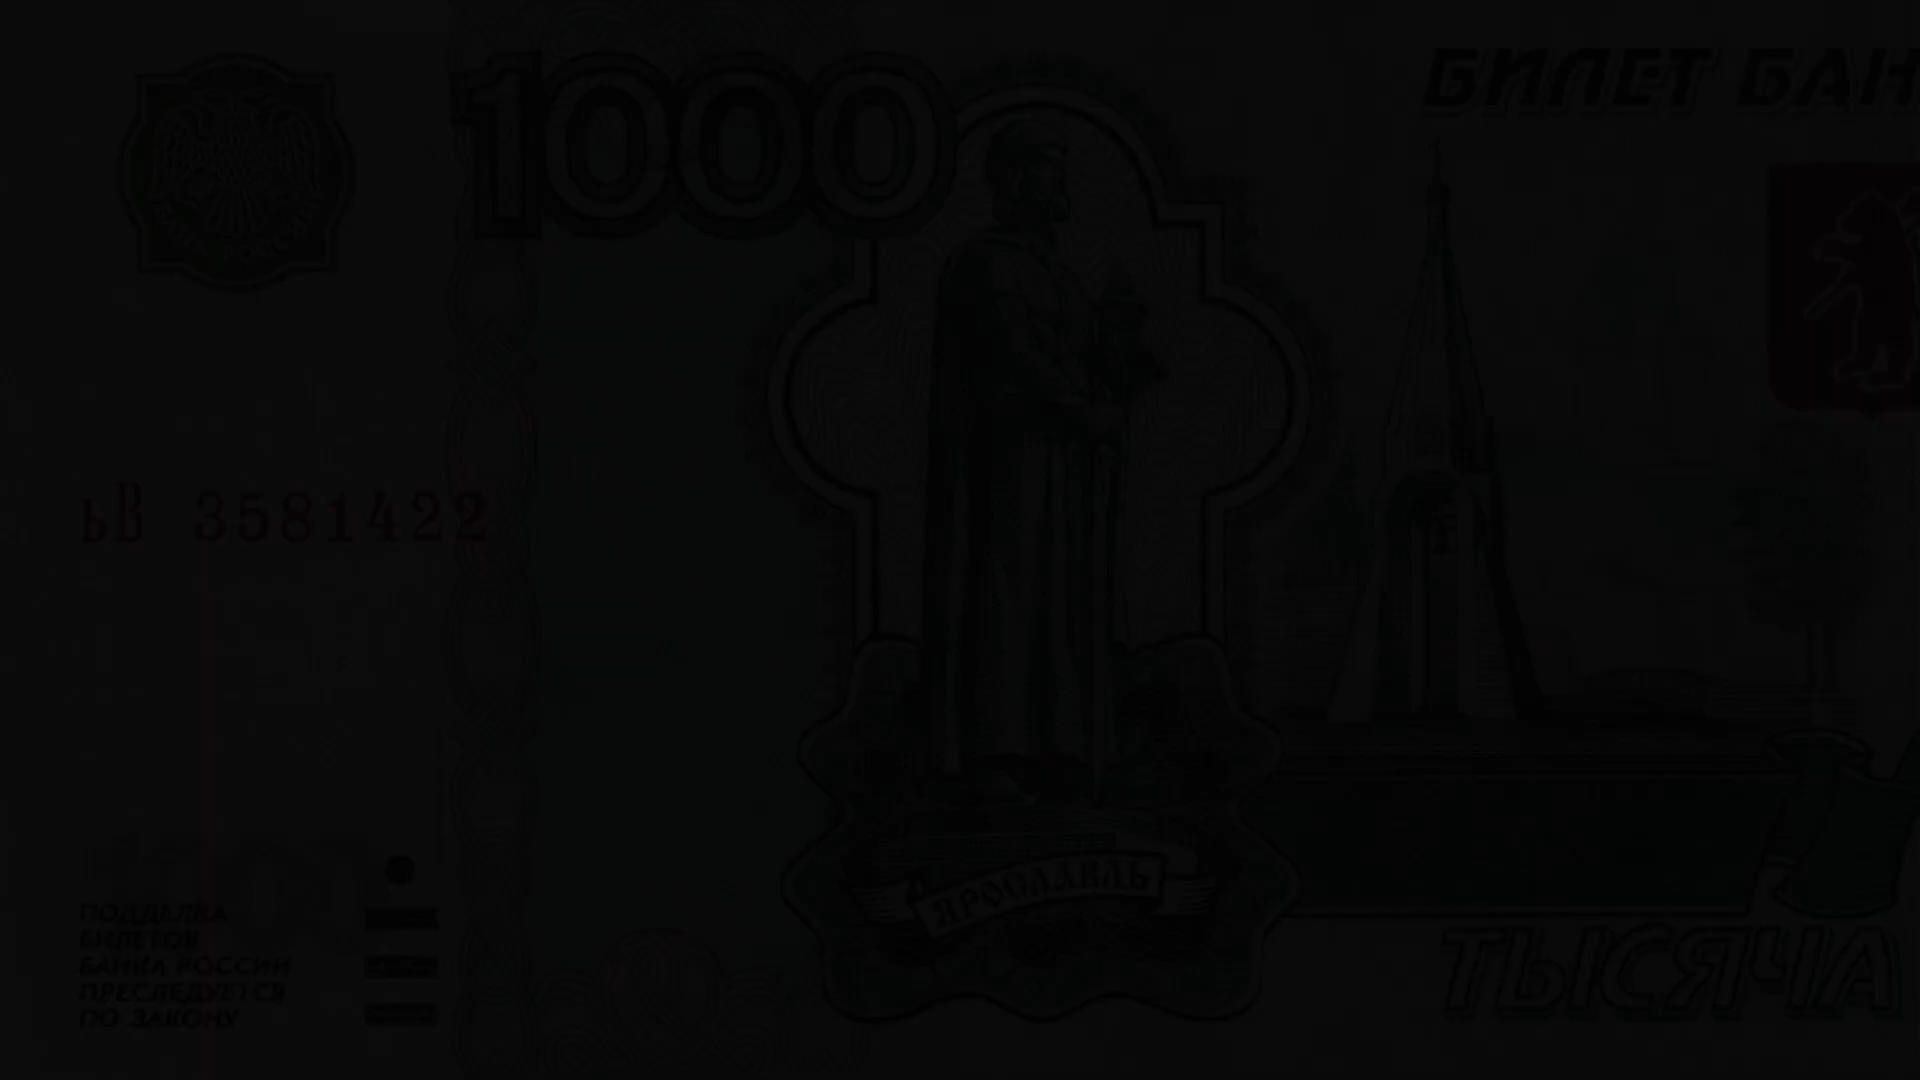 1000
БИЛЕТ БАН
ьВ 3581422
ЯРОСЛАВЛЬ
ПОДДЕЛКА
БИЛЕТОВ
БАНКА РОССИИ
ПРЕСЛЕДУЕТСЯ
ПО ЗАКОНУ
ТЫСЯЧА